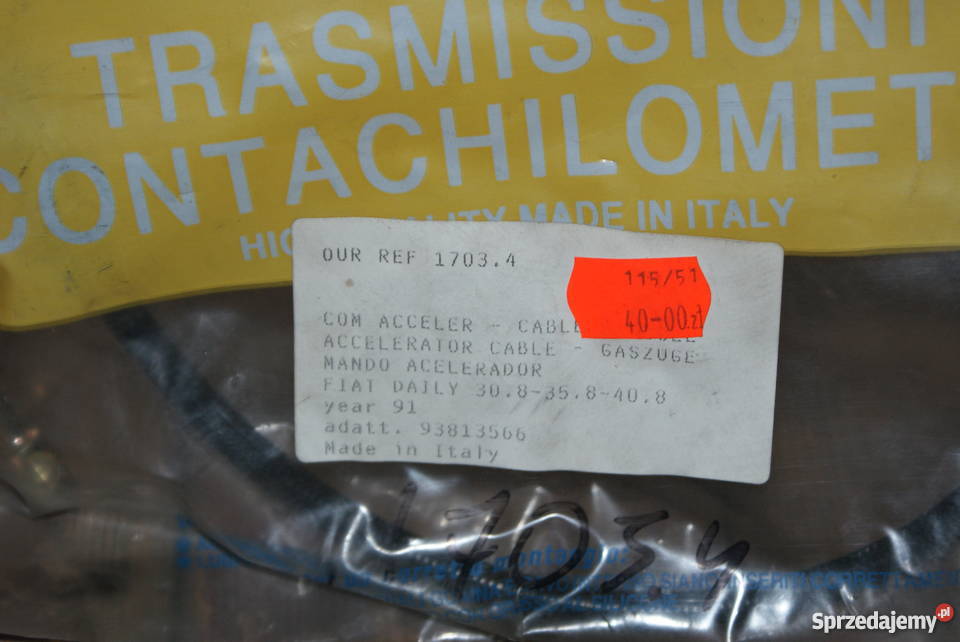 TRASMISSIONI
CONTACHILOMET
MADE IN ITALY
OUR REF 1703.4
115/51
40-00zł
COM ACCELER - CABLE
ACCELERATOR CABLE - GASZUGE
MANDO ACELERADOR
FIAT DAILY 30.8-35.8-40.8
year 91
adatt. 93813566
Made in Italy
17034
Sprzedajemy.pl